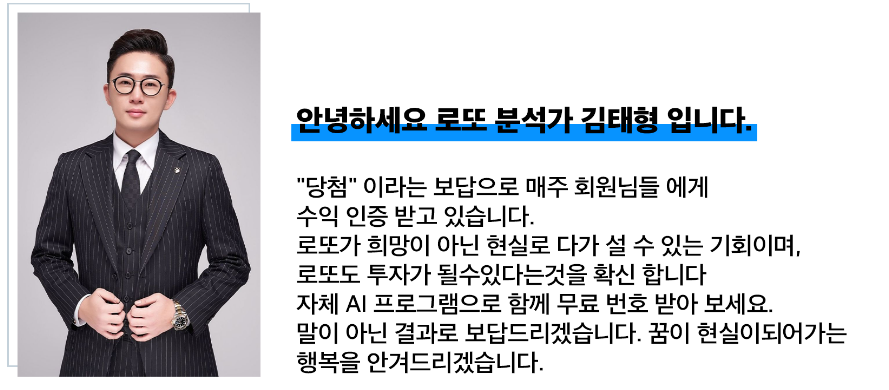 안녕하세요 로또 분석가 김태형 입니다.
"당첨" 이라는 보답으로 매주 회원님들 에게
수익 인증 받고 있습니다.
로또가 희망이 아닌 현실로 다가 설 수 있는 기회이며,
로또도 투자가 될수있다는것을 확신 합니다
자체 AI 프로그램으로 함께 무료 번호 받아 보세요.
말이 아닌 결과로 보답드리겠습니다. 꿈이 현실이되어가는
행복을 안겨드리겠습니다.